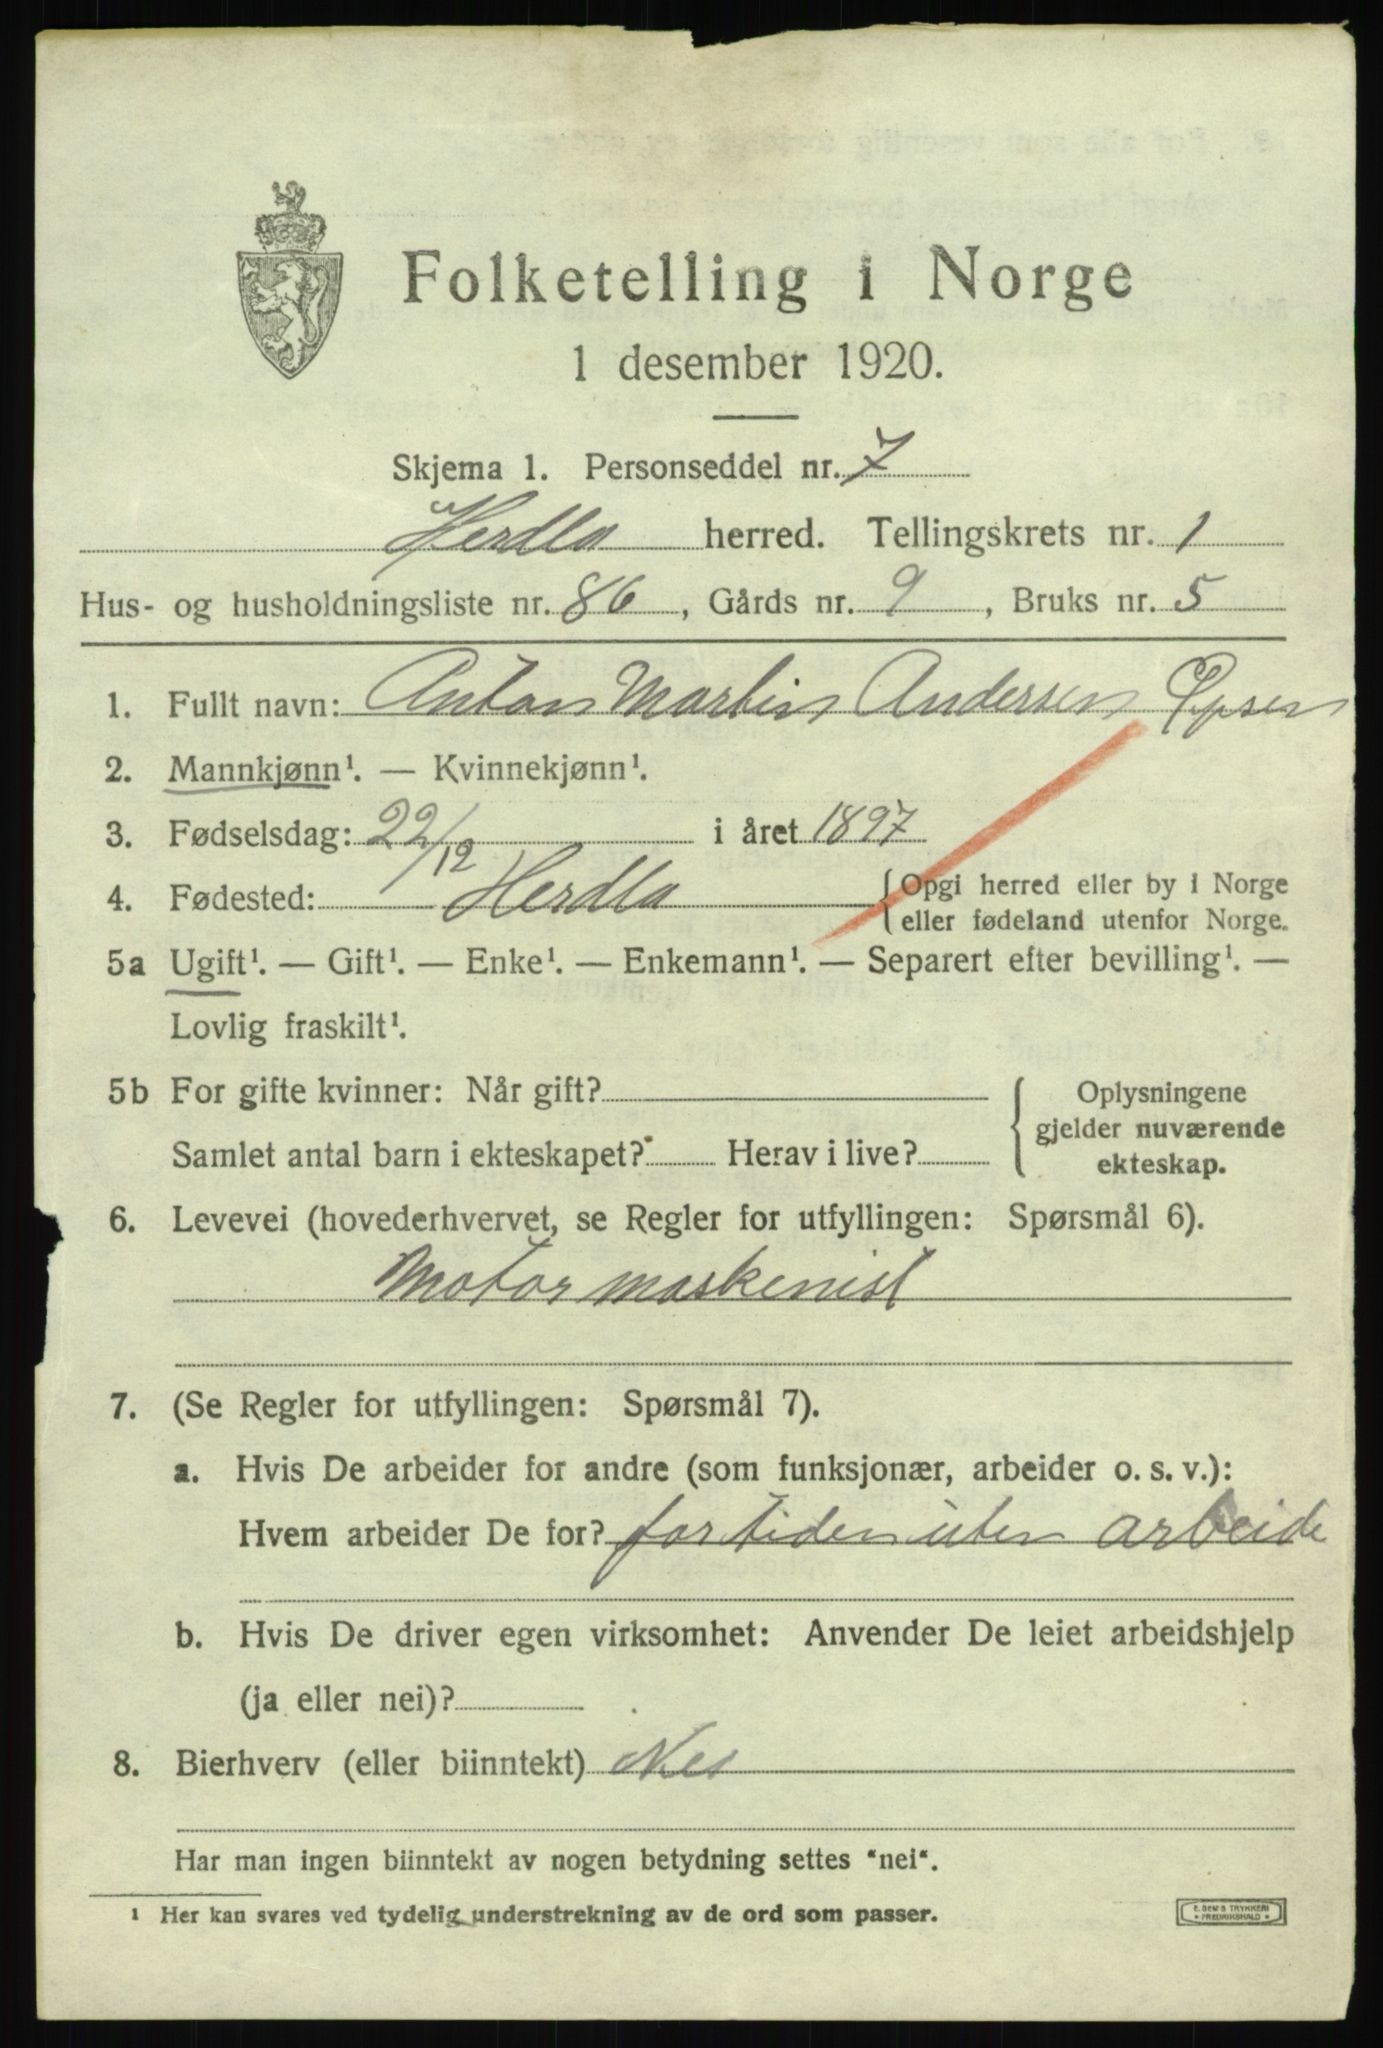 Folketelling i Norge
1 desember 1920.
Skjema 1. Personseddel nr. 7
Herdla herred. Tellingskrets nr. 1
Hus- og husholdningsliste nr. 86, Gårds nr. 9, Bruks nr. 5
1. Fullt navn: Anton Martin Andersen
2. Mannkjønn¹. — Kvinnekjønn¹.
3. Fødselsdag: 22/12 i året 1897
4. Fødested: Herdla {Opgi herred eller by i Norge
eller fødeland utenfor Norge.
5a Ugift¹. — Gift¹. — Enke¹. — Enkemann¹. — Separert efter bevilling¹. —
Lovlig fraskilt¹.
5b For gifte kvinner: Når gift? { Oplysningene
gjelder nuværende
Samlet antal barn i ekteskapet? Herav i live?
ekteskap.
6. Levevei (hovederhvervet, se Regler for utfyllingen: Spørsmål 6).
Motor maskenist
7. (Se Regler for utfyllingen: Spørsmål 7).
a. Hvis De arbeider for andre (som funksjonær, arbeider o. s. v.):
Hvem arbeider De for? for tiden uten arbeide
b. Hvis De driver egen virksomhet: Anvender De leiet arbeidshjelp
(ja eller nei)?
8. Bierhverv (eller biinntekt) Nei
Har man ingen biinntekt av nogen betydning settes "nei".
¹ Her kan svares ved tydelig understrekning av de ord som passer.
E. SEM'S TRYKKERI
• FREDRIKSHALD •